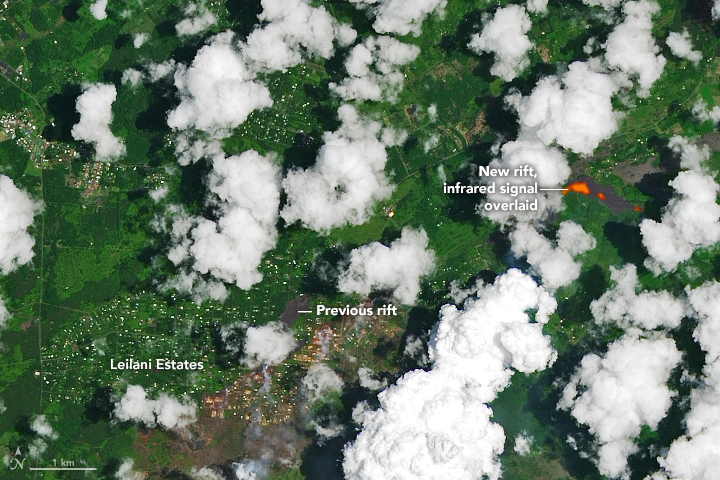 New rift,
infrared signal
overlaid
Previous rift
Leilani Estates
N
1 km